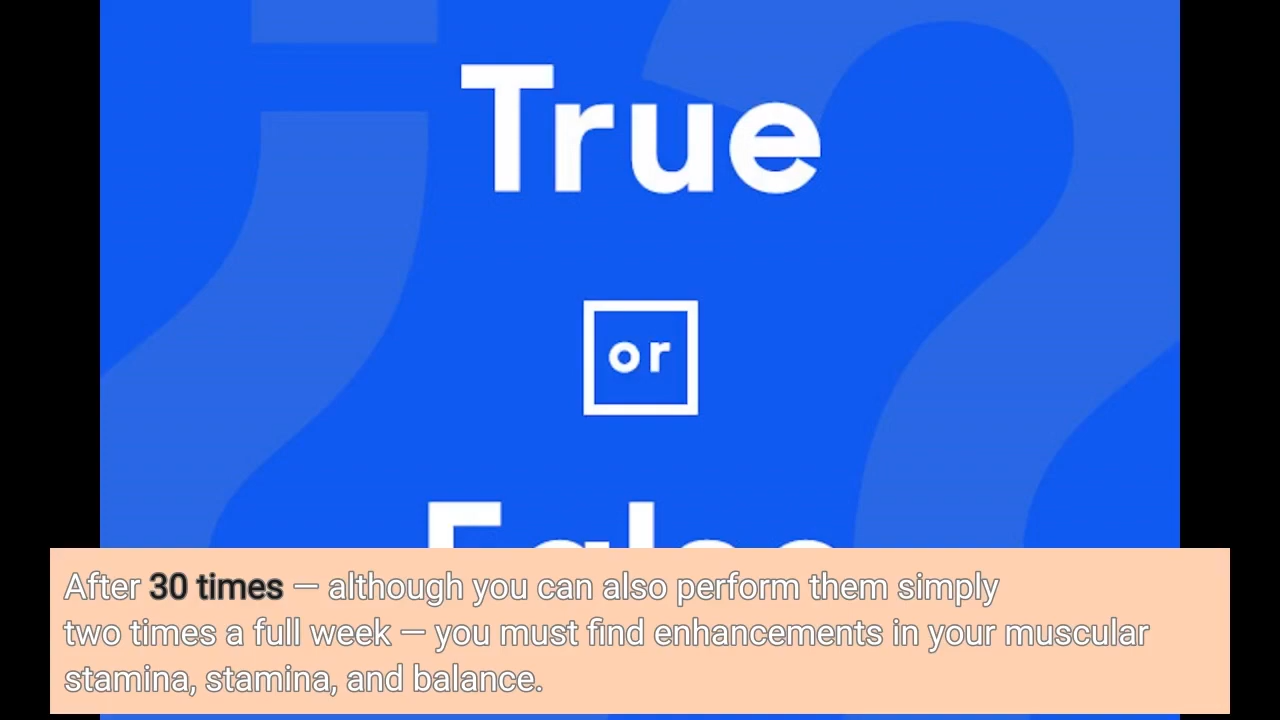 True
or
False
After 30 times — although you can also perform them simply
two times a full week — you must find enhancements in your muscular
stamina, stamina, and balance.